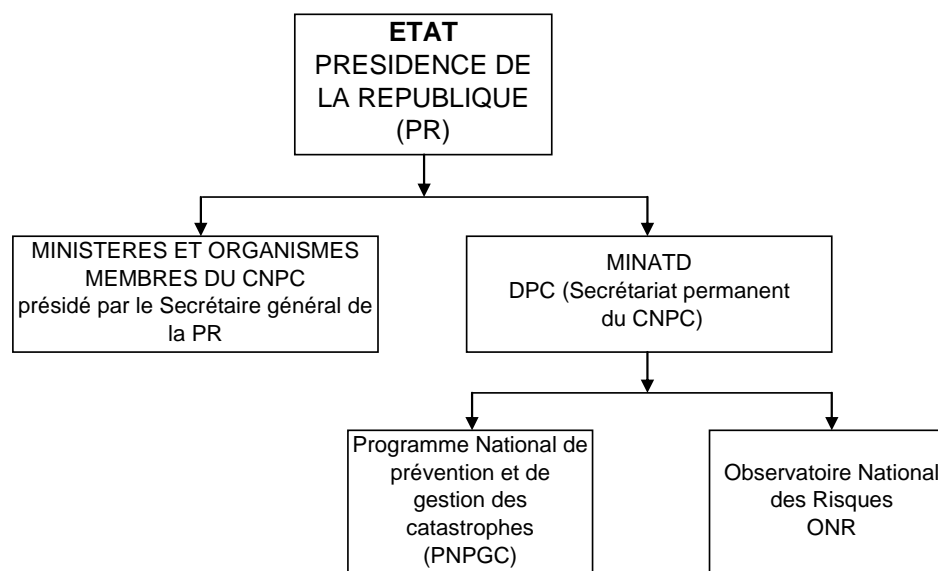 ETAT
PRESIDENCE DE
LA REPUBLIQUE
(PR)
MINISTERES ET ORGANISMES
MEMBRES DU CNPC
présidé par le Secrétaire général de
la PR
MINATD
DPC (Secrétariat permanent
du CNPC)
Programme National de
prévention et de
gestion des
catastrophes
(PNPGC)
Observatoire National
des Risques
ONR